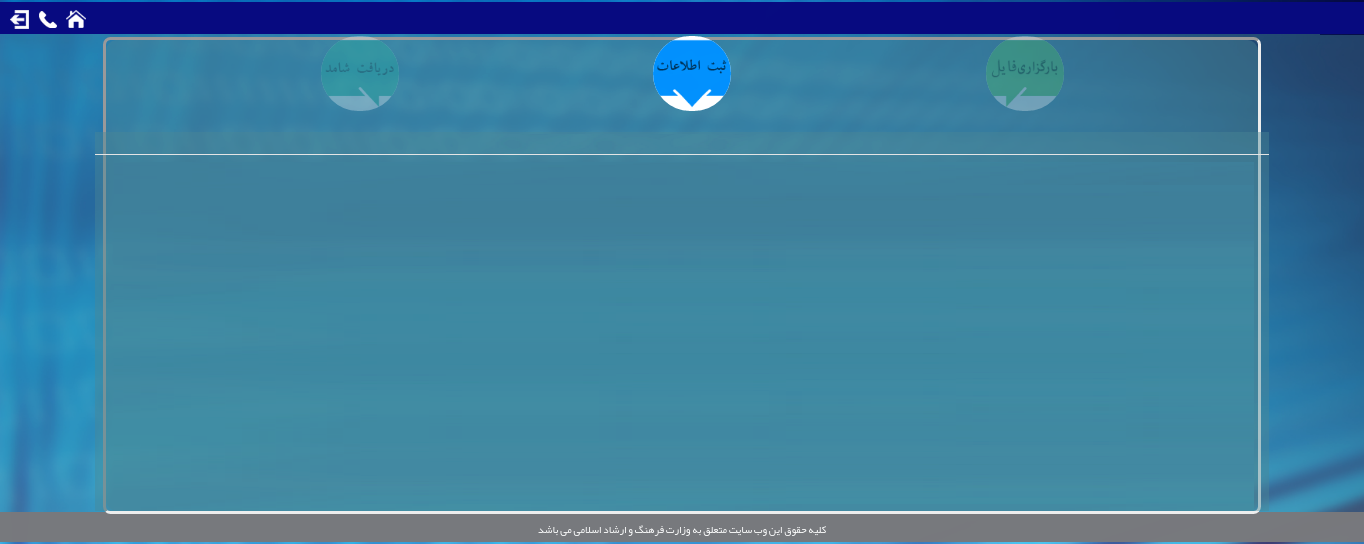 بارگزاری فایل
ثبت اطلاعات
دریافت شامد
کلیه حقوق این وب سایت متعلق به وزارت فرهنگ و ارشاد اسلامی می باشد